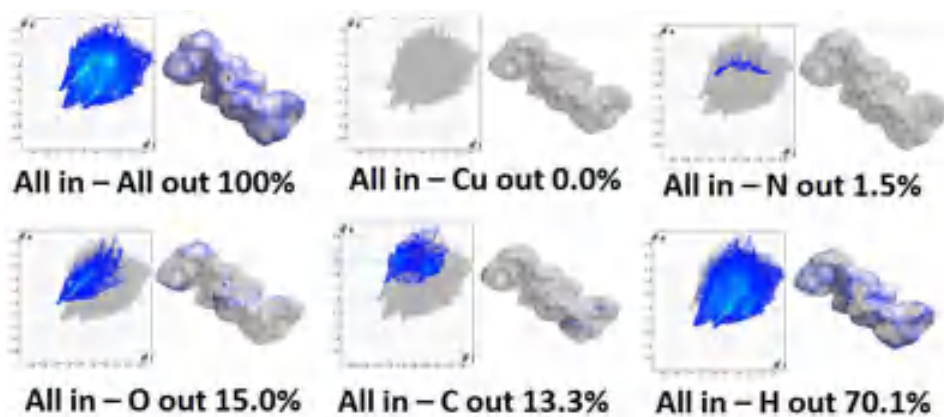 All in – All out 100%
All in – Cu out 0.0%
All in – N out 1.5%
All in – O out 15.0%
All in – C out 13.3%
All in – H out 70.1%